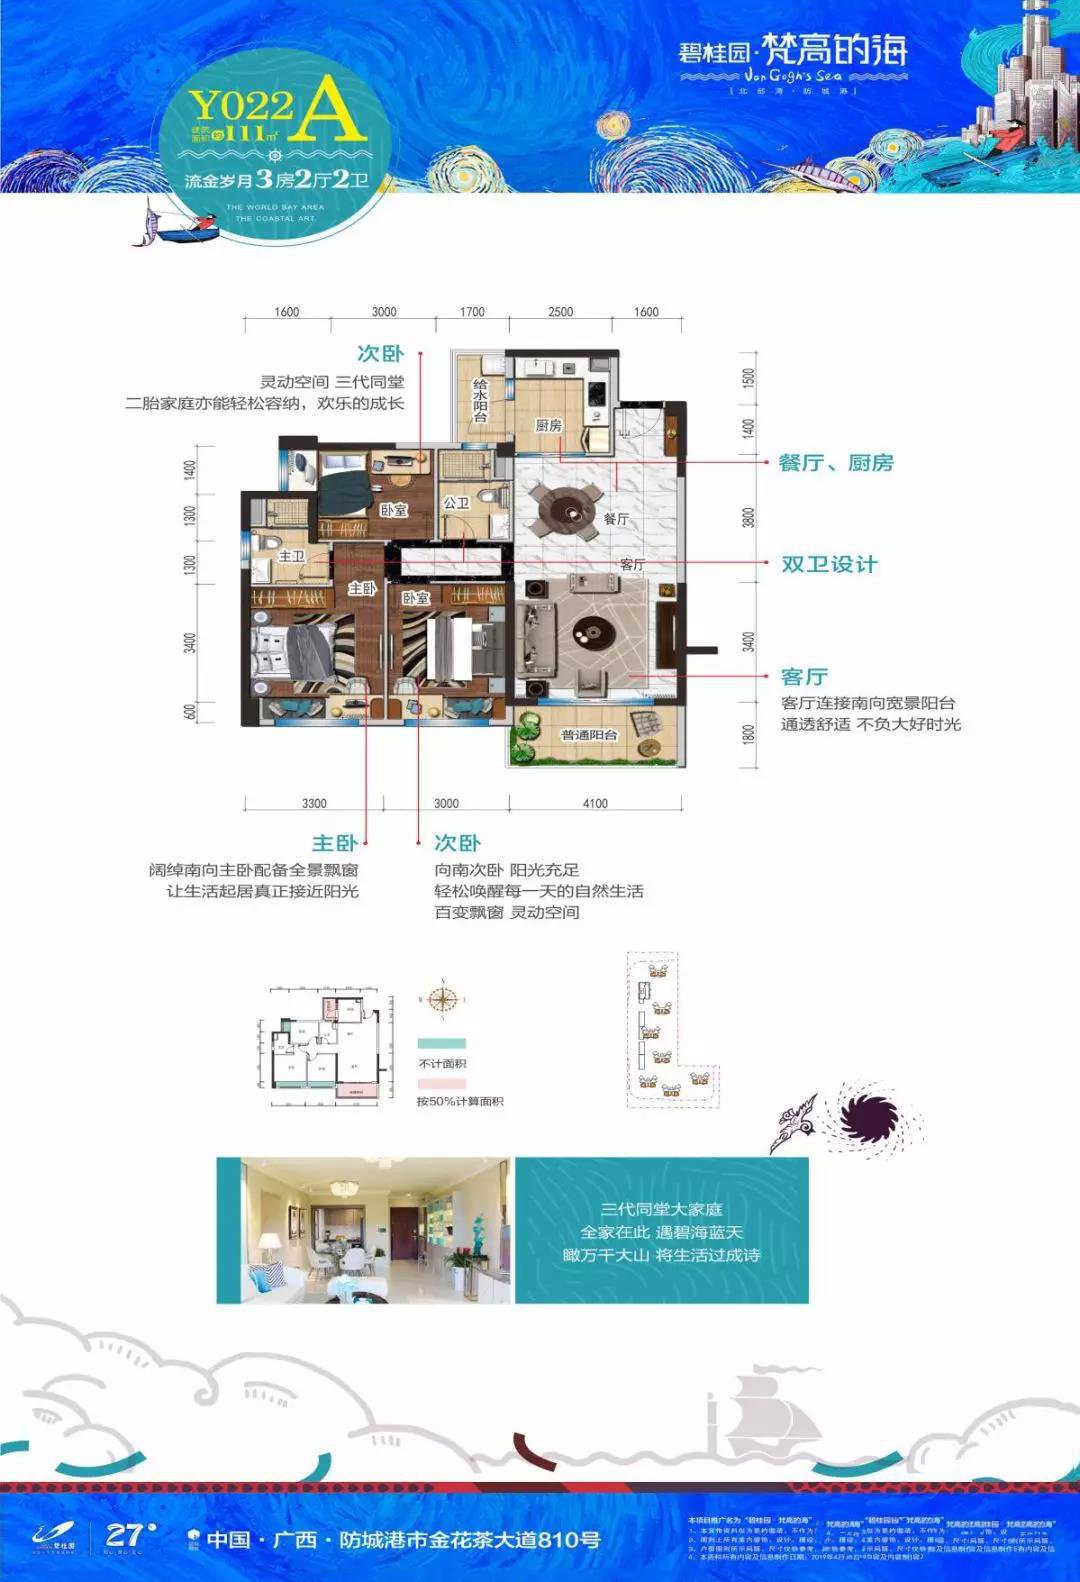 碧桂园·梵高的海
Van Gogh's Sea
[北部湾·防城港]
Y022 A
建筑面积 约111㎡
流金岁月3房2厅2卫
THE WORLD BAY AREA
THE COASTAL ART
1600 3000 1700 2500 1600
次卧
灵动空间 三代同堂
二胎家庭亦能轻松容纳，欢乐的成长
给水阳台
厨房
1500
1400
3800
3400
1800
1400
1300
1300
3400
600
餐厅、厨房
卧室
公卫
餐厅
主卫
客厅
双卫设计
主卧
卧室
客厅
客厅连接南向宽景阳台
通透舒适 不负大好时光
普通阳台
3300 3000 4100
主卧
阔绰南向主卧配备全景飘窗
让生活起居真正接近阳光
次卧
向南次卧 阳光充足
轻松唤醒每一天的自然生活
百变飘窗 灵动空间
不计面积
按50%计算面积
三代同堂大家庭
全家在此 遇碧海蓝天
瞰万千大山 将生活过成诗
碧桂园
27°
中国·广西·防城港市金花茶大道810号